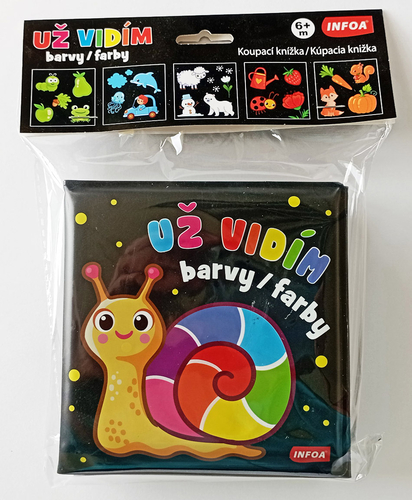 UŽ VIDÍM
barvy/farby
6+
m
INFOA®
Koupací knížka/Kúpacia knižka
UŽ VIDÍM
barvy/farby
INFOA®